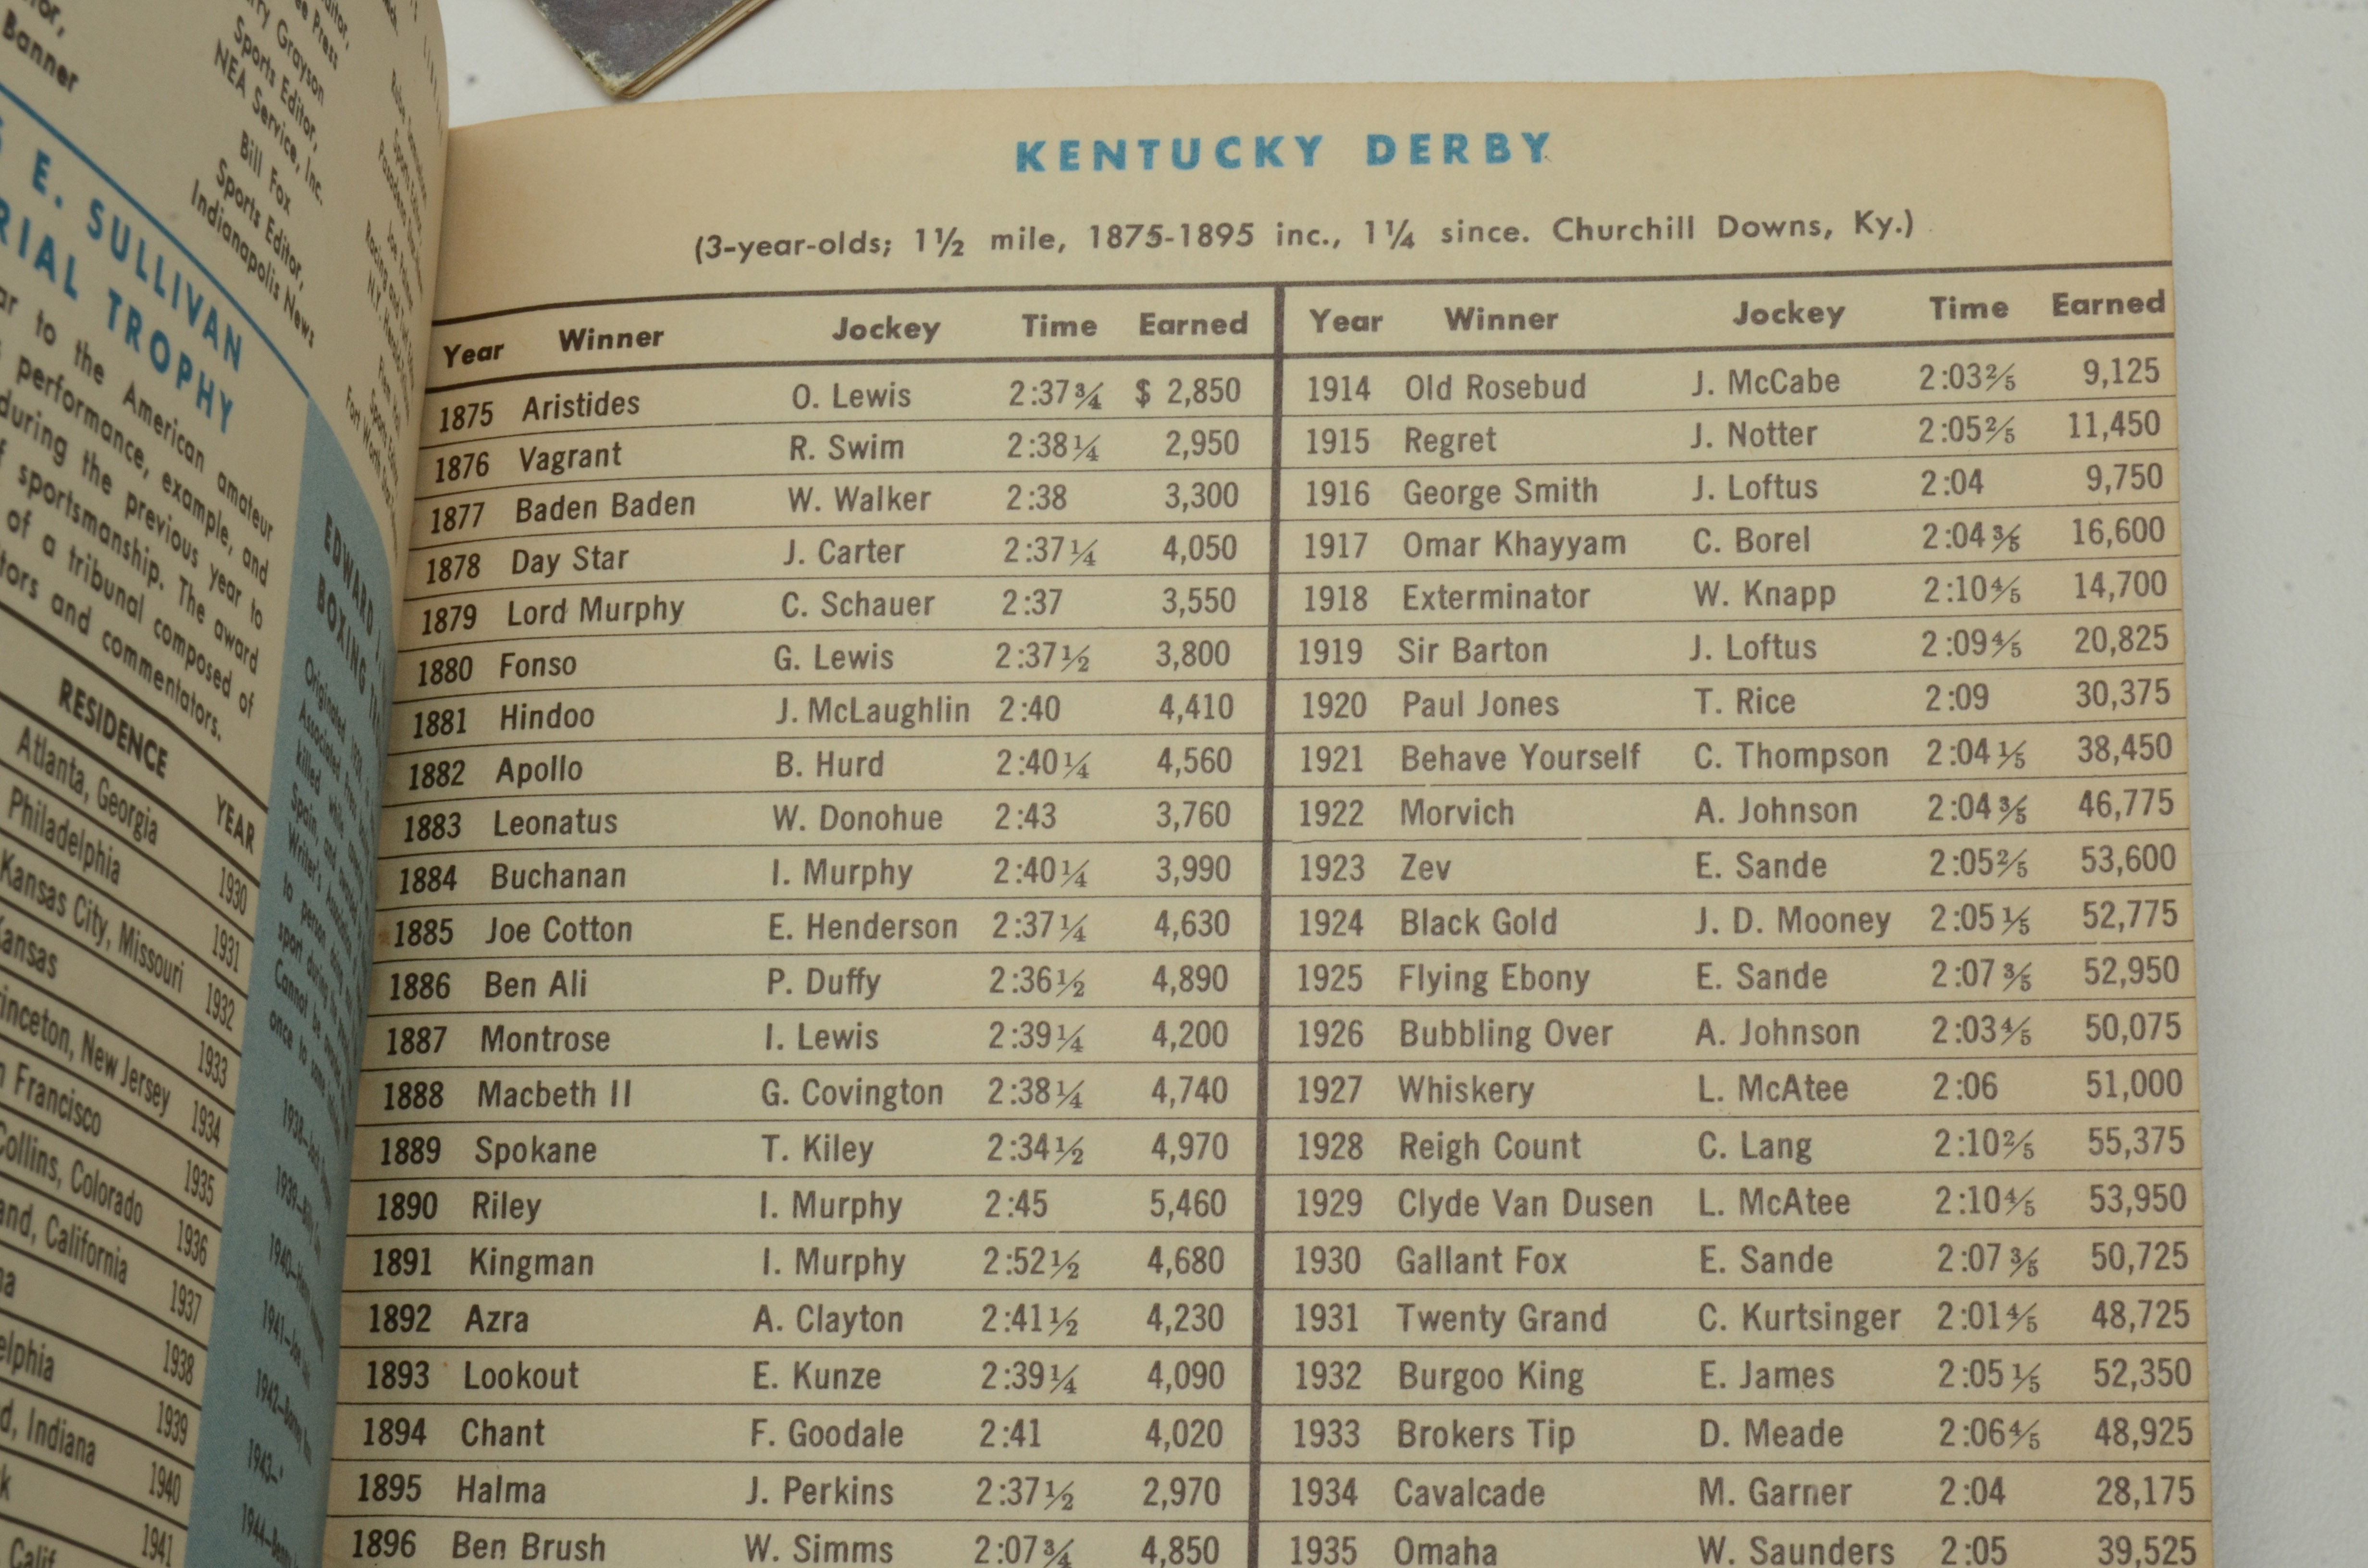 Banner
Grayson
Sports Editor,
NEA Service, Inc.
Bill Fox
Sports Editor,
Indianapolis News
E. SULLIVAN
TROPHY
to the American amateur
performance, example, and
during the previous year to
sportsmanship. The award
of a tribunal composed of
and commentators.
RESIDENCE YEAR
Atlanta, Georgia 1930
Philadelphia 1931
Kansas City, Missouri 1932
1933
New Jersey 1934
Francisco 1935
Collins, Colorado 1936
California 1937
1938
1939
Indiana 1940
1941
Calif.
BOXING
Originated
KENTUCKY DERBY
(3-year-olds; 1½ mile, 1875-1895 inc., 1¼ since. Churchill Downs, Ky.)
Year Winner Jockey Time Earned
1875 Aristides O. Lewis 2:37¾ $ 2,850
1876 Vagrant R. Swim 2:38¼ 2,950
1877 Baden Baden W. Walker 2:38 3,300
1878 Day Star J. Carter 2:37¼ 4,050
1879 Lord Murphy C. Schauer 2:37 3,550
1880 Fonso G. Lewis 2:37½ 3,800
1881 Hindoo J. McLaughlin 2:40 4,410
1882 Apollo B. Hurd 2:40¼ 4,560
1883 Leonatus W. Donohue 2:43 3,760
1884 Buchanan I. Murphy 2:40¼ 3,990
1885 Joe Cotton E. Henderson 2:37¼ 4,630
1886 Ben Ali P. Duffy 2:36½ 4,890
1887 Montrose I. Lewis 2:39¼ 4,200
1888 Macbeth II G. Covington 2:38¼ 4,740
1889 Spokane T. Kiley 2:34½ 4,970
1890 Riley I. Murphy 2:45 5,460
1891 Kingman I. Murphy 2:52½ 4,680
1892 Azra A. Clayton 2:41½ 4,230
1893 Lookout E. Kunze 2:39¼ 4,090
1894 Chant F. Goodale 2:41 4,020
1895 Halma J. Perkins 2:37½ 2,970
1896 Ben Brush W. Simms 2:07¾ 4,850
Year Winner Jockey Time Earned
1914 Old Rosebud J. McCabe 2:03⅖ 9,125
1915 Regret J. Notter 2:05⅖ 11,450
1916 George Smith J. Loftus 2:04 9,750
1917 Omar Khayyam C. Borel 2:04⅗ 16,600
1918 Exterminator W. Knapp 2:10⅘ 14,700
1919 Sir Barton J. Loftus 2:09⅘ 20,825
1920 Paul Jones T. Rice 2:09 30,375
1921 Behave Yourself C. Thompson 2:04⅕ 38,450
1922 Morvich A. Johnson 2:04⅗ 46,775
1923 Zev E. Sande 2:05⅖ 53,600
1924 Black Gold J. D. Mooney 2:05⅕ 52,775
1925 Flying Ebony E. Sande 2:07⅗ 52,950
1926 Bubbling Over A. Johnson 2:03⅘ 50,075
1927 Whiskery L. McAtee 2:06 51,000
1928 Reigh Count C. Lang 2:10⅖ 55,375
1929 Clyde Van Dusen L. McAtee 2:10⅘ 53,950
1930 Gallant Fox E. Sande 2:07⅗ 50,725
1931 Twenty Grand C. Kurtsinger 2:01⅘ 48,725
1932 Burgoo King E. James 2:05⅕ 52,350
1933 Brokers Tip D. Meade 2:06⅘ 48,925
1934 Cavalcade M. Garner 2:04 28,175
1935 Omaha W. Saunders 2:05 39,525